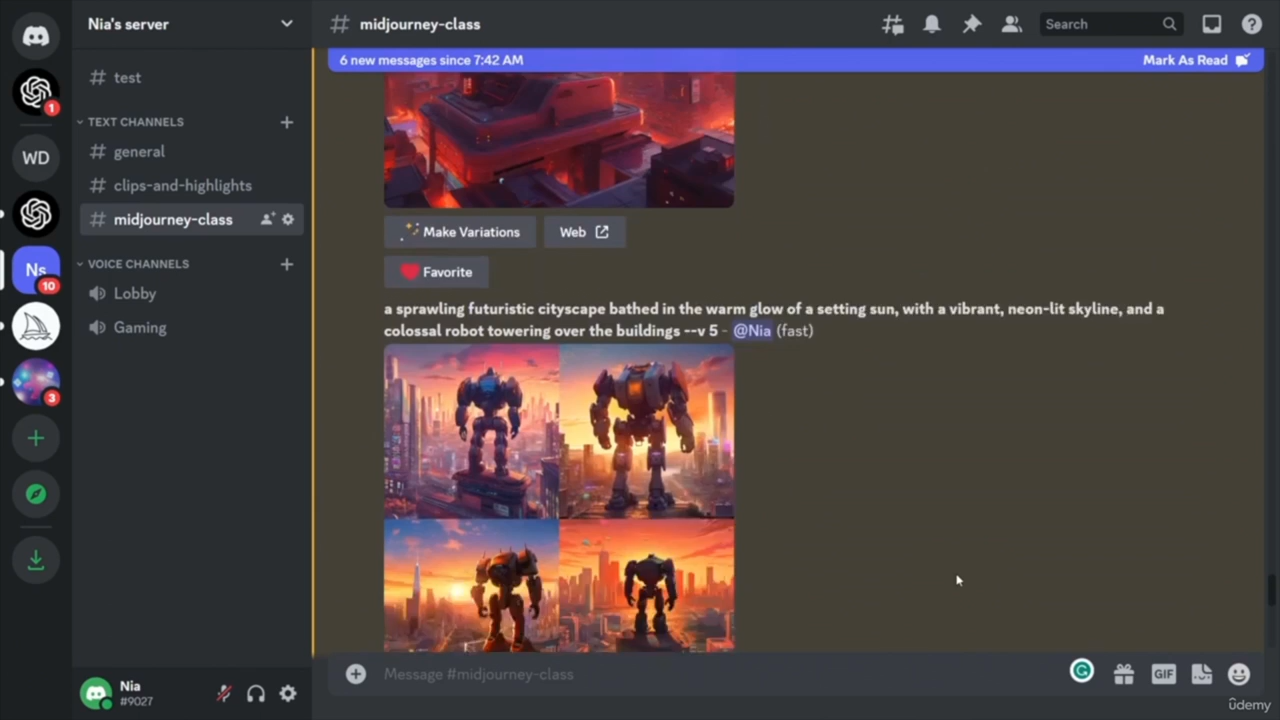 Nia's server
# midjourney-class
Search
6 new messages since 7:42 AM
Mark As Read
# test
TEXT CHANNELS
# general
# clips-and-highlights
# midjourney-class
VOICE CHANNELS
Lobby
Gaming
1
WD
Ns
10
3
Make Variations
Web
Favorite
a sprawling futuristic cityscape bathed in the warm glow of a setting sun, with a vibrant, neon-lit skyline, and a
colossal robot towering over the buildings --v 5 - @Nia (fast)
Message #midjourney-class
GIF
Nia
#9027
ûdemy